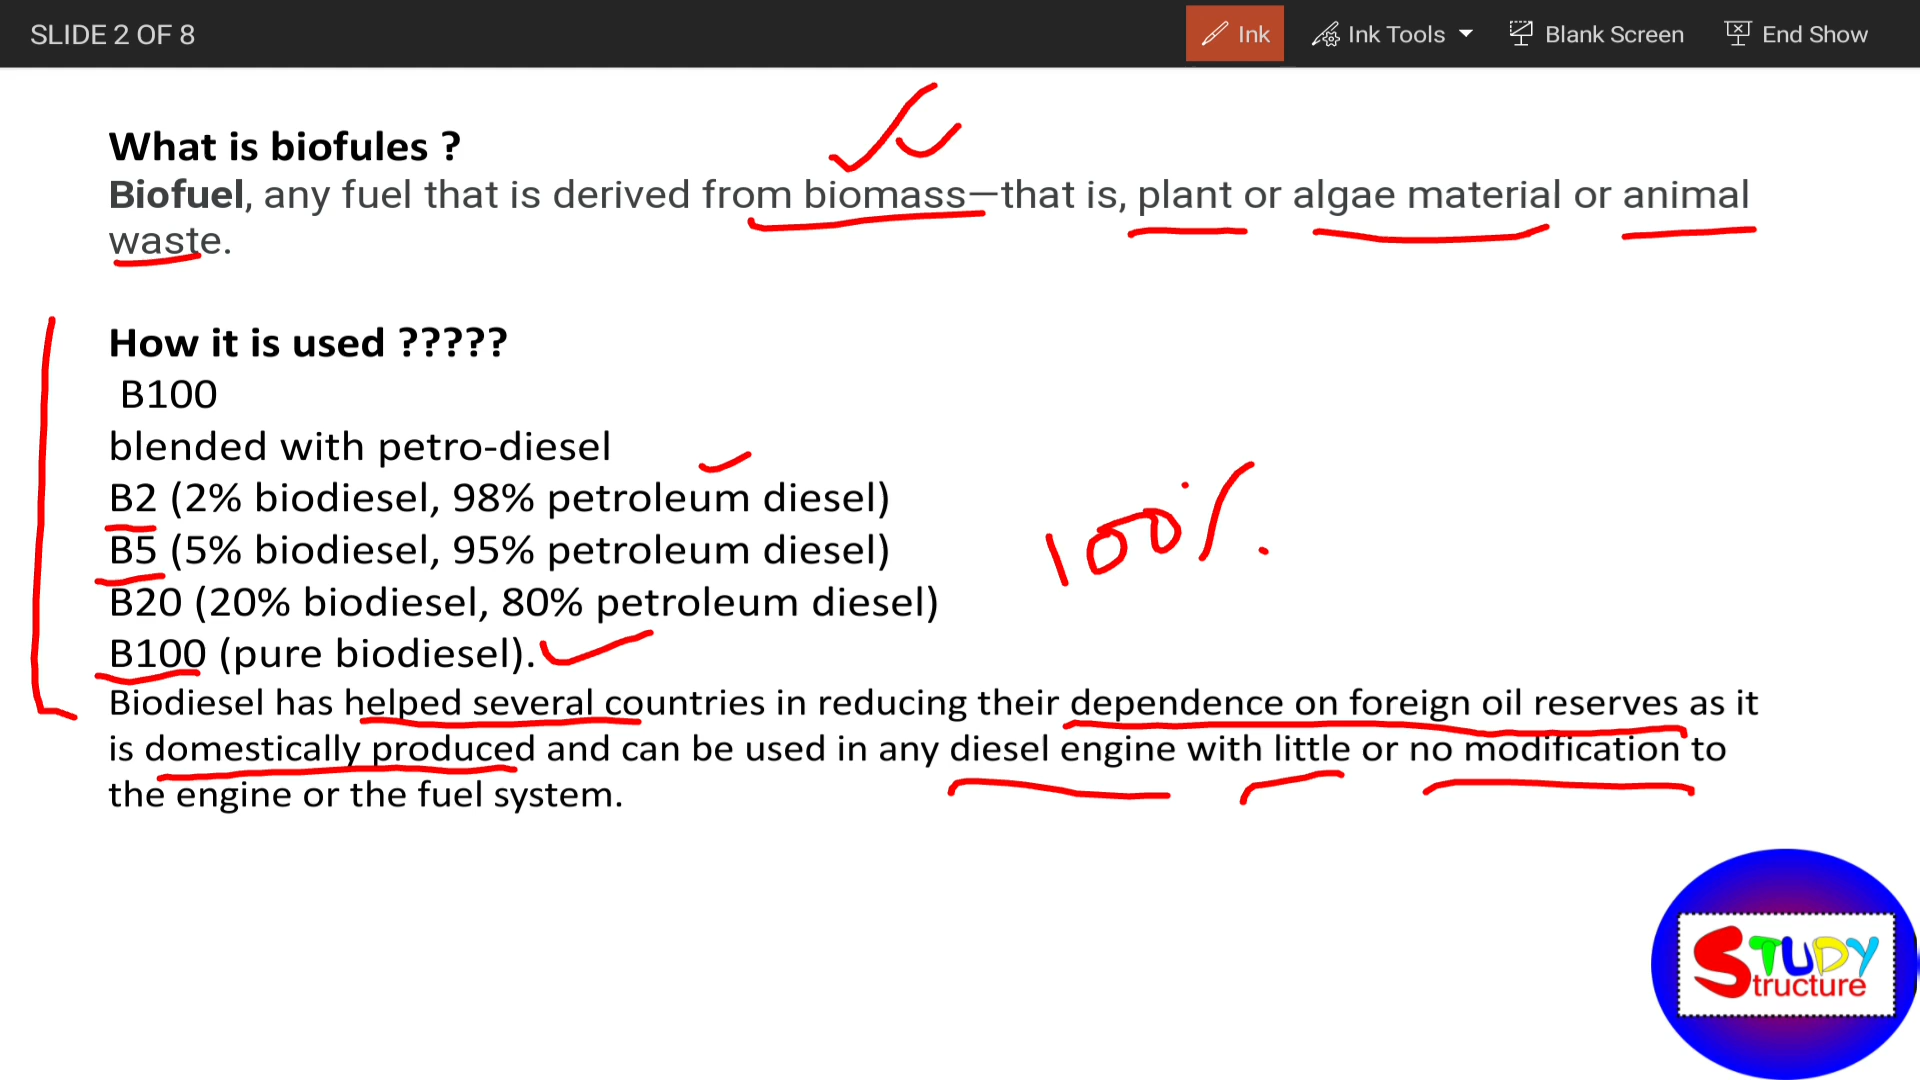 SLIDE 2 OF 8
Ink
Ink Tools
Blank Screen
End Show
What is biofules ?
Biofuel, any fuel that is derived from biomass—that is, plant or algae material or animal
waste.
How it is used ?????
B100
blended with petro-diesel
B2 (2% biodiesel, 98% petroleum diesel)
B5 (5% biodiesel, 95% petroleum diesel)
100%
B20 (20% biodiesel, 80% petroleum diesel)
B100 (pure biodiesel).
Biodiesel has helped several countries in reducing their dependence on foreign oil reserves as it
is domestically produced and can be used in any diesel engine with little or no modification to
the engine or the fuel system.
STUDY
Structure